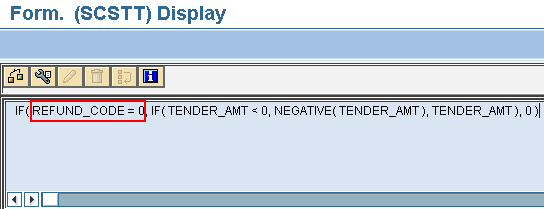 Form. (SCSTT) Display
IF( REFUND_CODE = 0, IF( TENDER_AMT < 0, NEGATIVE( TENDER_AMT ), TENDER_AMT ), 0 )